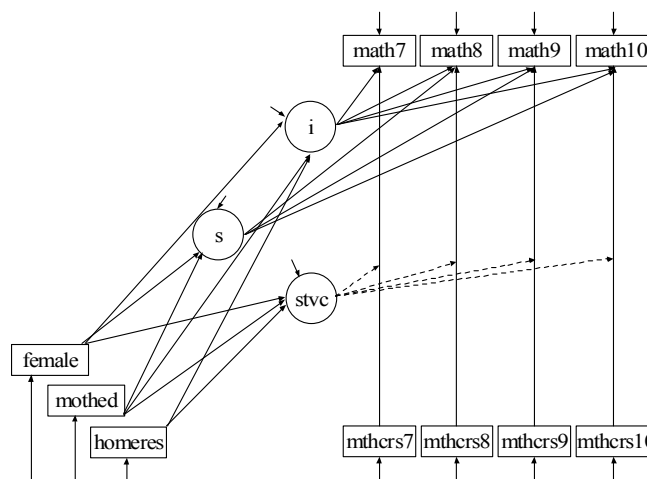 math7 math8 math9 math10
i
s
stvc
female
mothed
homeres
mthcrs7 mthcrs8 mthcrs9 mthcrs10